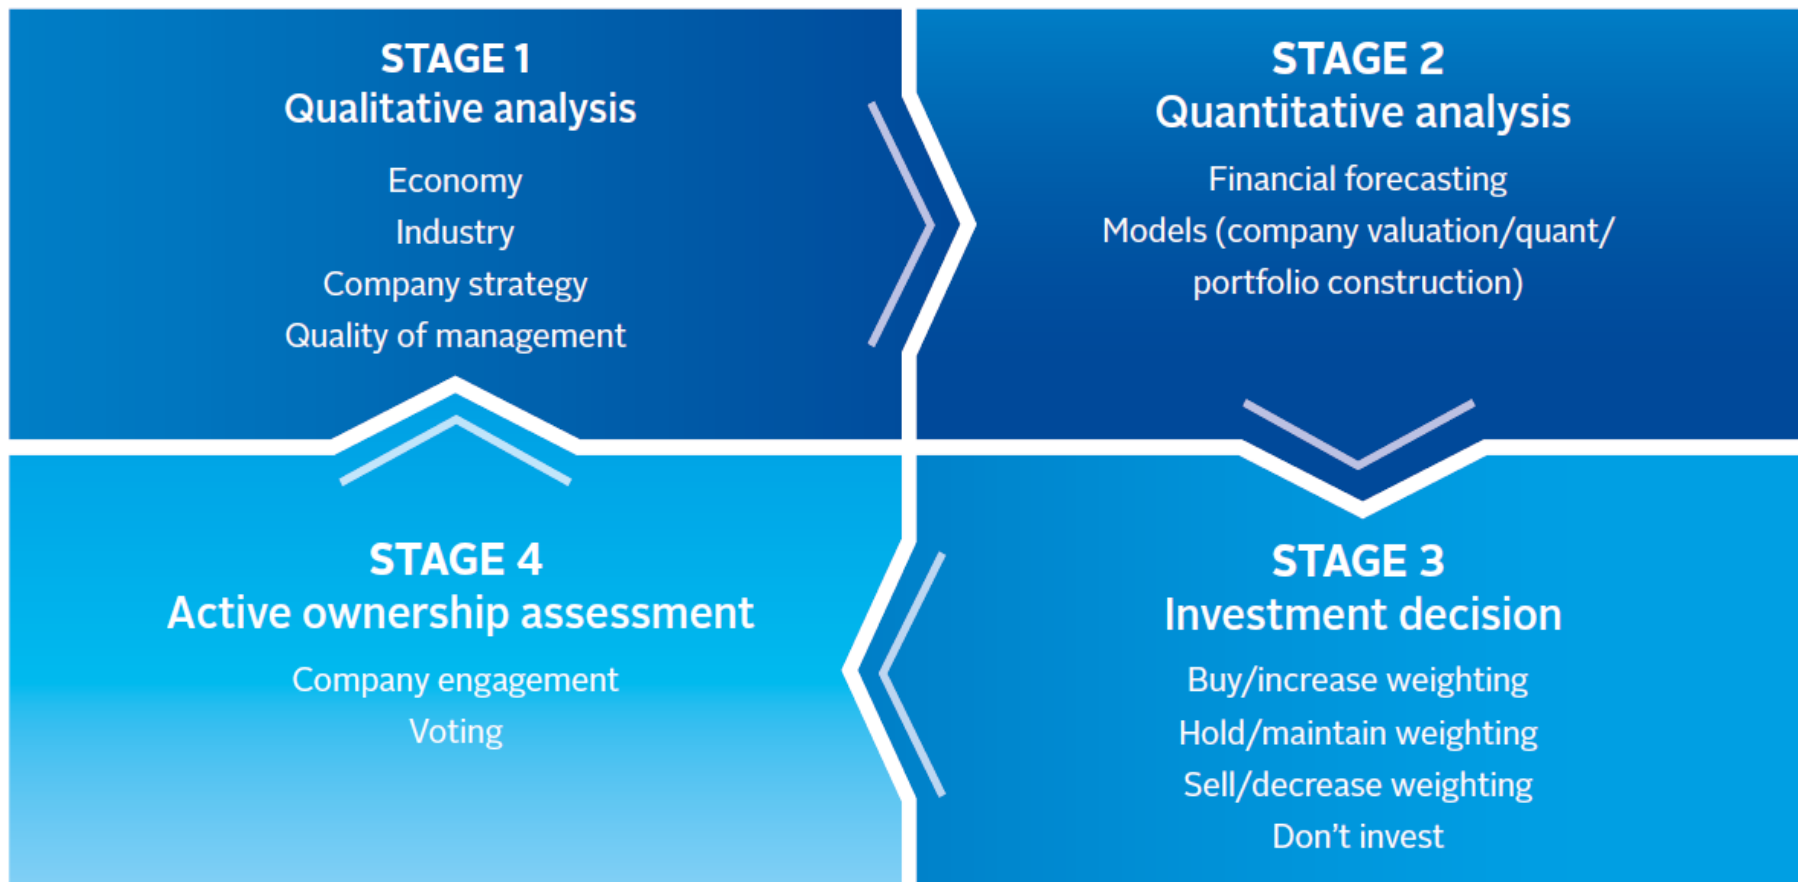 STAGE 1
Qualitative analysis
Economy
Industry
Company strategy
Quality of management
STAGE 2
Quantitative analysis
Financial forecasting
Models (company valuation/quant/
portfolio construction)
STAGE 3
Investment decision
Buy/increase weighting
Hold/maintain weighting
Sell/decrease weighting
Don’t invest
STAGE 4
Active ownership assessment
Company engagement
Voting